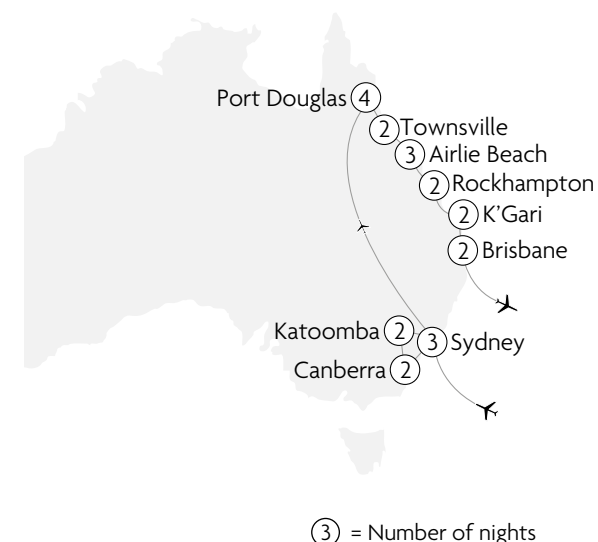 Port Douglas 4
2 Townsville
3 Airlie Beach
2 Rockhampton
2 K'Gari
2 Brisbane
Katoomba 2
3 Sydney
Canberra 2
3 = Number of nights